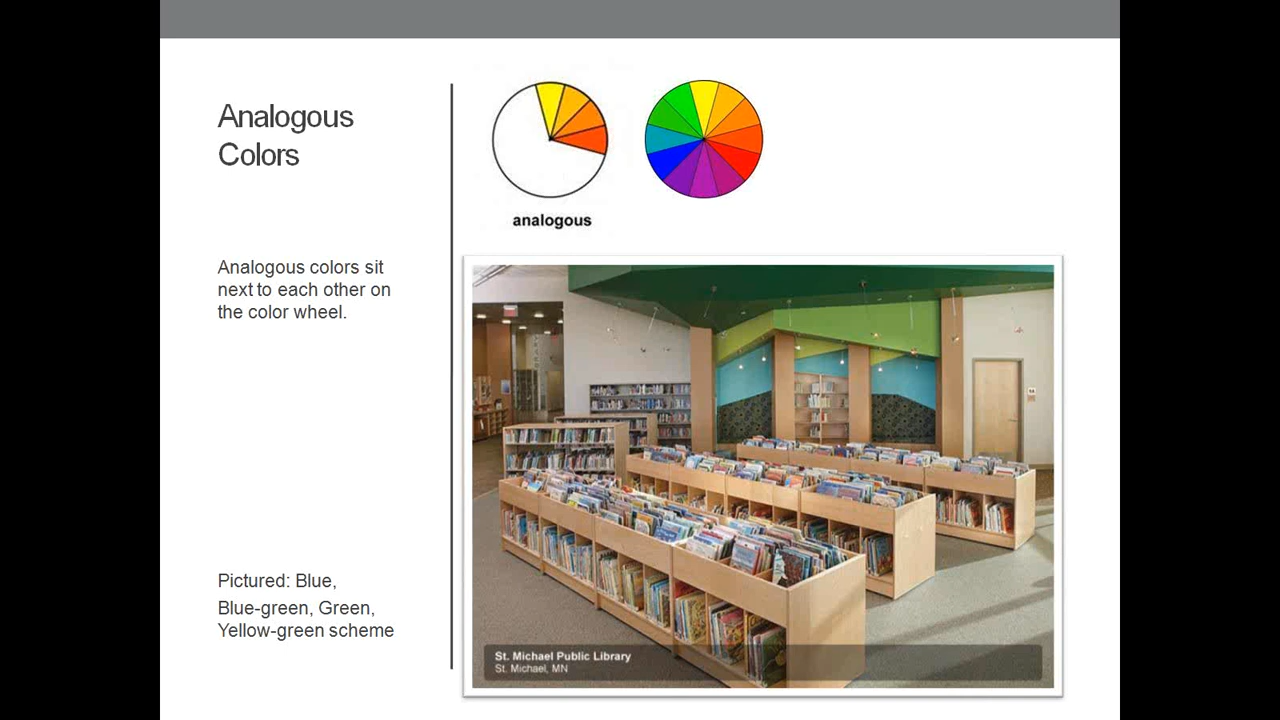 Analogous
Colors
analogous
Analogous colors sit
next to each other on
the color wheel.
Pictured: Blue,
Blue-green, Green,
Yellow-green scheme
St. Michael Public Library
St. Michael, MN